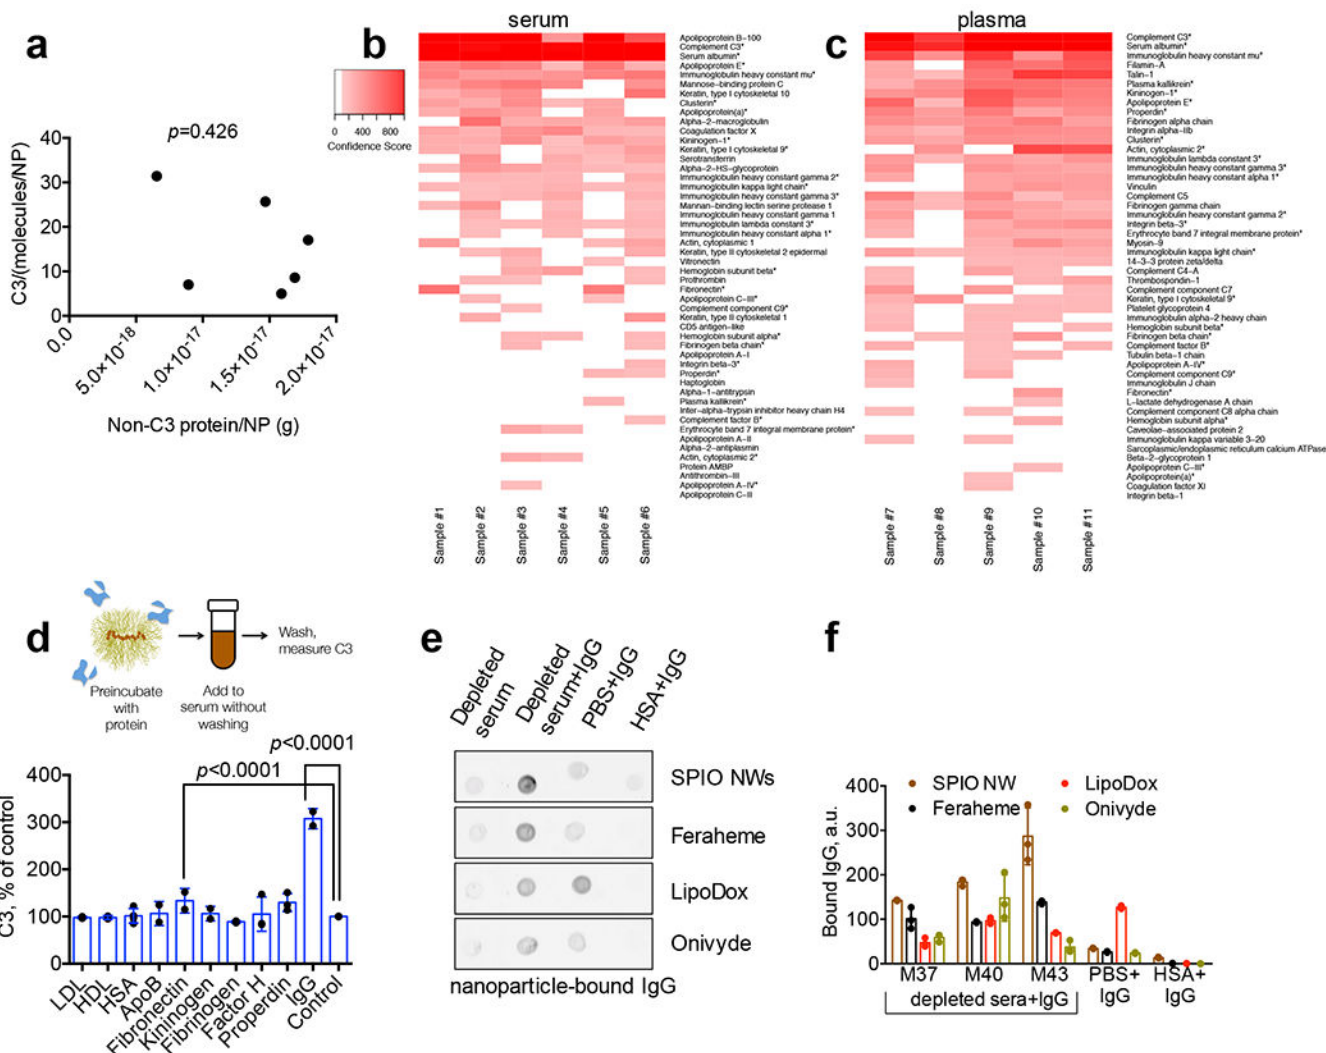 a
p=0.426
C3/(molecules/NP)
40
30
20
10
0
0.0
5.0×10⁻¹⁸
1.0×10⁻¹⁷
1.5×10⁻¹⁷
2.0×10⁻¹⁷
Non-C3 protein/NP (g)
b
serum
0 400 800
Confidence Score
Apolipoprotein B-100
Complement C3*
Serum albumin*
Apolipoprotein E*
Immunoglobulin heavy constant mu*
Mannose-binding protein C
Keratin, type I cytoskeletal 10
Clusterin*
Apolipoprotein(a)*
Alpha-2-macroglobulin
Coagulation factor X
Kininogen-1*
Keratin, type I cytoskeletal 9*
Serotransferrin
Alpha-2-HS-glycoprotein
Immunoglobulin heavy constant gamma 2*
Immunoglobulin kappa light chain*
Immunoglobulin heavy constant gamma 3*
Mannan-binding lectin serine protease 1
Immunoglobulin heavy constant gamma 1
Immunoglobulin lambda constant 3*
Immunoglobulin heavy constant alpha 1*
Actin, cytoplasmic 1
Keratin, type II cytoskeletal 2 epidermal
Vitronectin
Hemoglobin subunit beta*
Prothrombin
Fibronectin*
Apolipoprotein C-III*
Complement component C9*
Keratin, type II cytoskeletal 1
CD5 antigen-like
Hemoglobin subunit alpha*
Fibrinogen beta chain*
Apolipoprotein A-I
Integrin beta-3*
Properdin*
Haptoglobin
Alpha-1-antitrypsin
Plasma kallikrein*
Inter-alpha-trypsin inhibitor heavy chain H4
Complement factor B*
Erythrocyte band 7 integral membrane protein*
Apolipoprotein A-II
Alpha-2-antiplasmin
Actin, cytoplasmic 2*
Protein AMBP
Antithrombin-III
Apolipoprotein A-IV*
Apolipoprotein C-II
Sample #1
Sample #2
Sample #3
Sample #4
Sample #5
Sample #6
c
plasma
Complement C3*
Serum albumin*
Immunoglobulin heavy constant mu*
Filamin-A
Talin-1
Plasma kallikrein*
Kininogen-1*
Apolipoprotein E*
Properdin*
Fibrinogen alpha chain
Integrin alpha-IIb
Clusterin*
Actin, cytoplasmic 2*
Immunoglobulin lambda constant 3*
Immunoglobulin heavy constant gamma 3*
Immunoglobulin heavy constant alpha 1*
Vinculin
Complement C5
Fibrinogen gamma chain
Immunoglobulin heavy constant gamma 2*
Integrin beta-3*
Erythrocyte band 7 integral membrane protein*
Myosin-9
Immunoglobulin kappa light chain*
14-3-3 protein zeta/delta
Complement C4-A
Thrombospondin-1
Complement component C7
Keratin, type I cytoskeletal 9*
Platelet glycoprotein 4
Immunoglobulin alpha-2 heavy chain
Hemoglobin subunit beta*
Fibrinogen beta chain*
Complement factor B*
Tubulin beta-1 chain
Apolipoprotein A-IV*
Complement component C9*
Immunoglobulin J chain
Fibronectin*
L-lactate dehydrogenase A chain
Complement component C8 alpha chain
Hemoglobin subunit alpha*
Caveolae-associated protein 2
Immunoglobulin kappa variable 3-20
Sarcoplasmic/endoplasmic reticulum calcium ATPase
Beta-2-glycoprotein 1
Apolipoprotein C-III*
Apolipoprotein(a)*
Coagulation factor XI
Integrin beta-1
Sample #7
Sample #8
Sample #9
Sample #10
Sample #11
d
Preincubate
with
protein
Add to
serum without
washing
Wash,
measure C3
p<0.0001
p<0.0001
C3, % of control
400
300
200
100
0
LDL
HDL
HSA
ApoB
Fibronectin
Kininogen
Fibrinogen
Factor H
Properdin
IgG
Control
e
Depleted
serum
Depleted
serum+IgG
PBS+IgG
HSA+IgG
SPIO NWs
Feraheme
LipoDox
Onivyde
nanoparticle-bound IgG
f
SPIO NW
Feraheme
LipoDox
Onivyde
Bound IgG, a.u.
400
300
200
100
0
M37
M40
M43
PBS+
IgG
HSA+
IgG
depleted sera+IgG